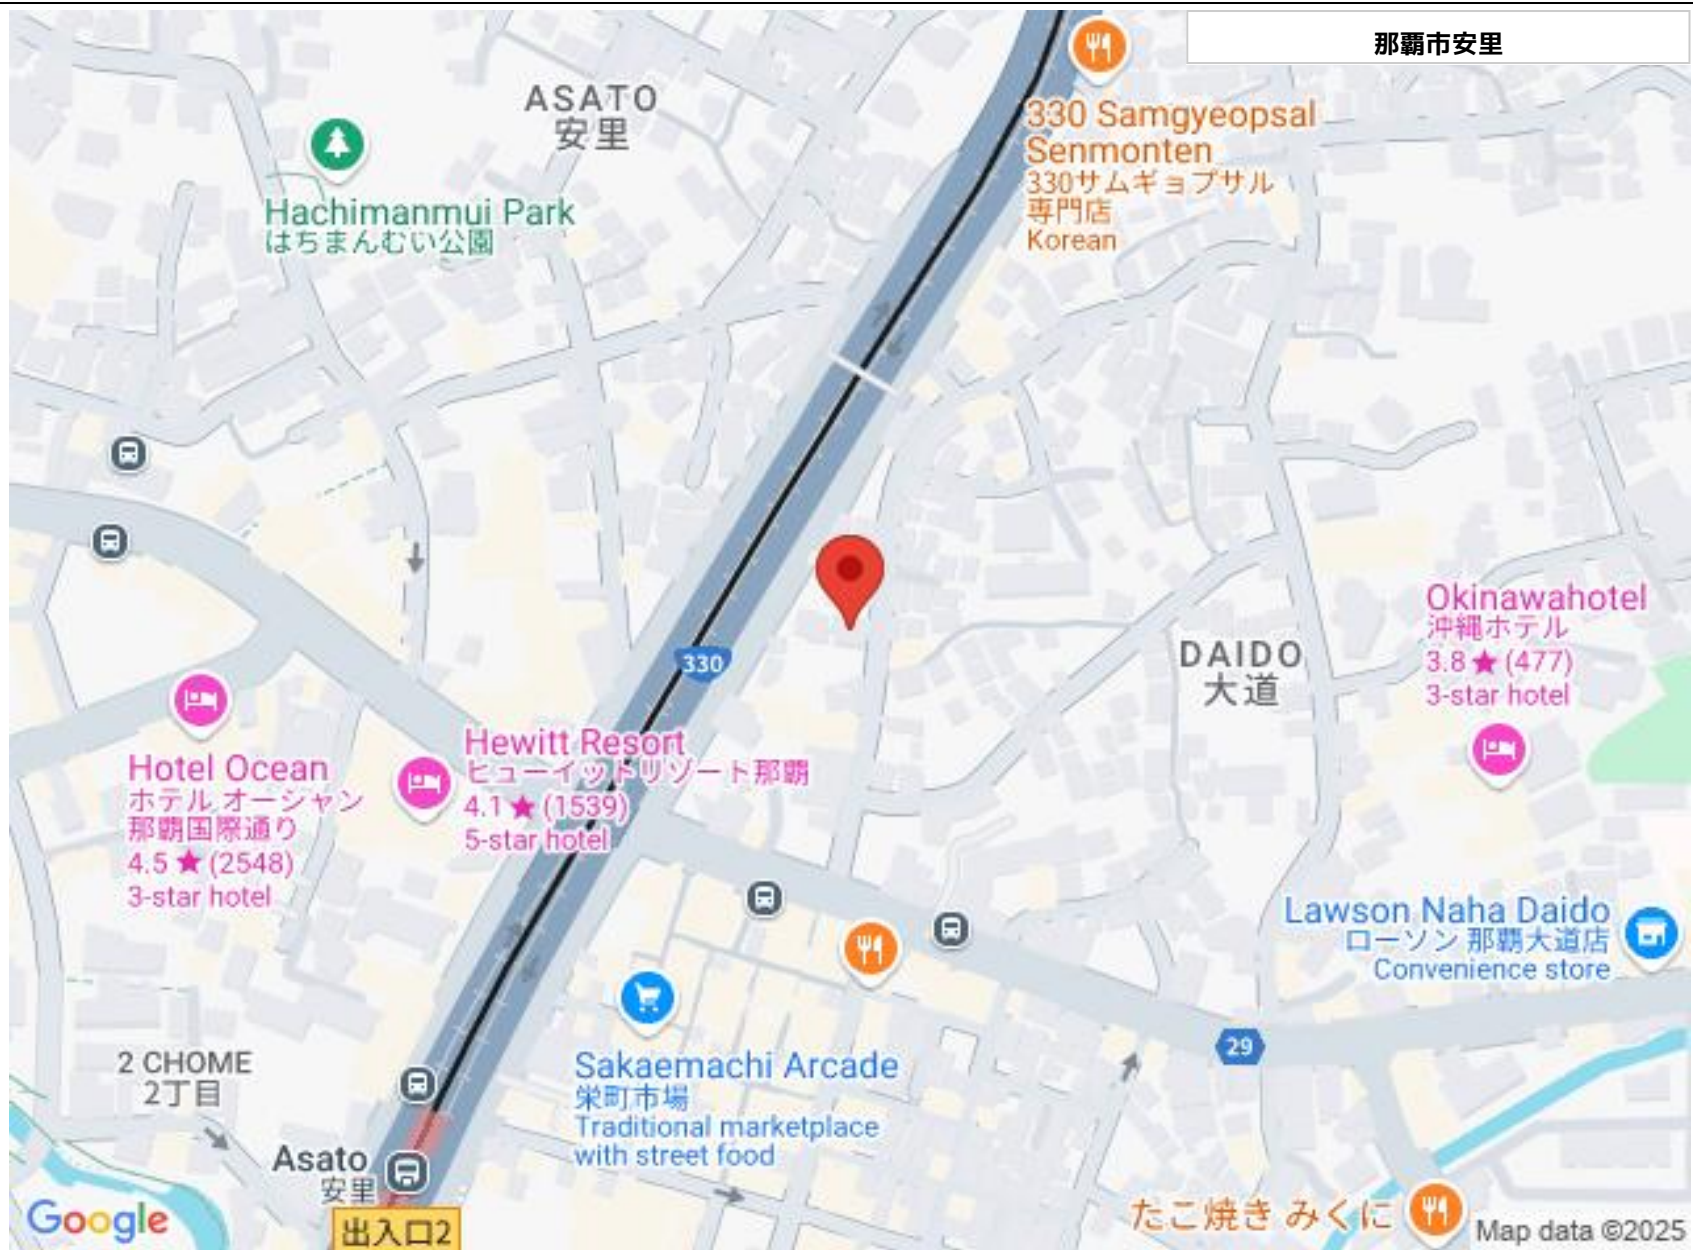 那覇市安里
ASATO
安里
330 Samgyeopsal
Senmonten
330サムギョプサル
専門店
Korean
Hachimanmui Park
はちまんむい公園
330
DAIDO
大道
Okinawahotel
沖縄ホテル
3.8 ★ (477)
3-star hotel
Hewitt Resort
ヒューイットリゾート那覇
4.1 ★ (1539)
5-star hotel
Hotel Ocean
ホテル オーシャン
那覇国際通り
4.5 ★ (2548)
3-star hotel
Lawson Naha Daido
ローソン 那覇大道店
Convenience store
29
Sakaemachi Arcade
栄町市場
Traditional marketplace
with street food
2 CHOME
2丁目
Asato
安里
出入口2
たこ焼き みくに
Google
Map data ©2025